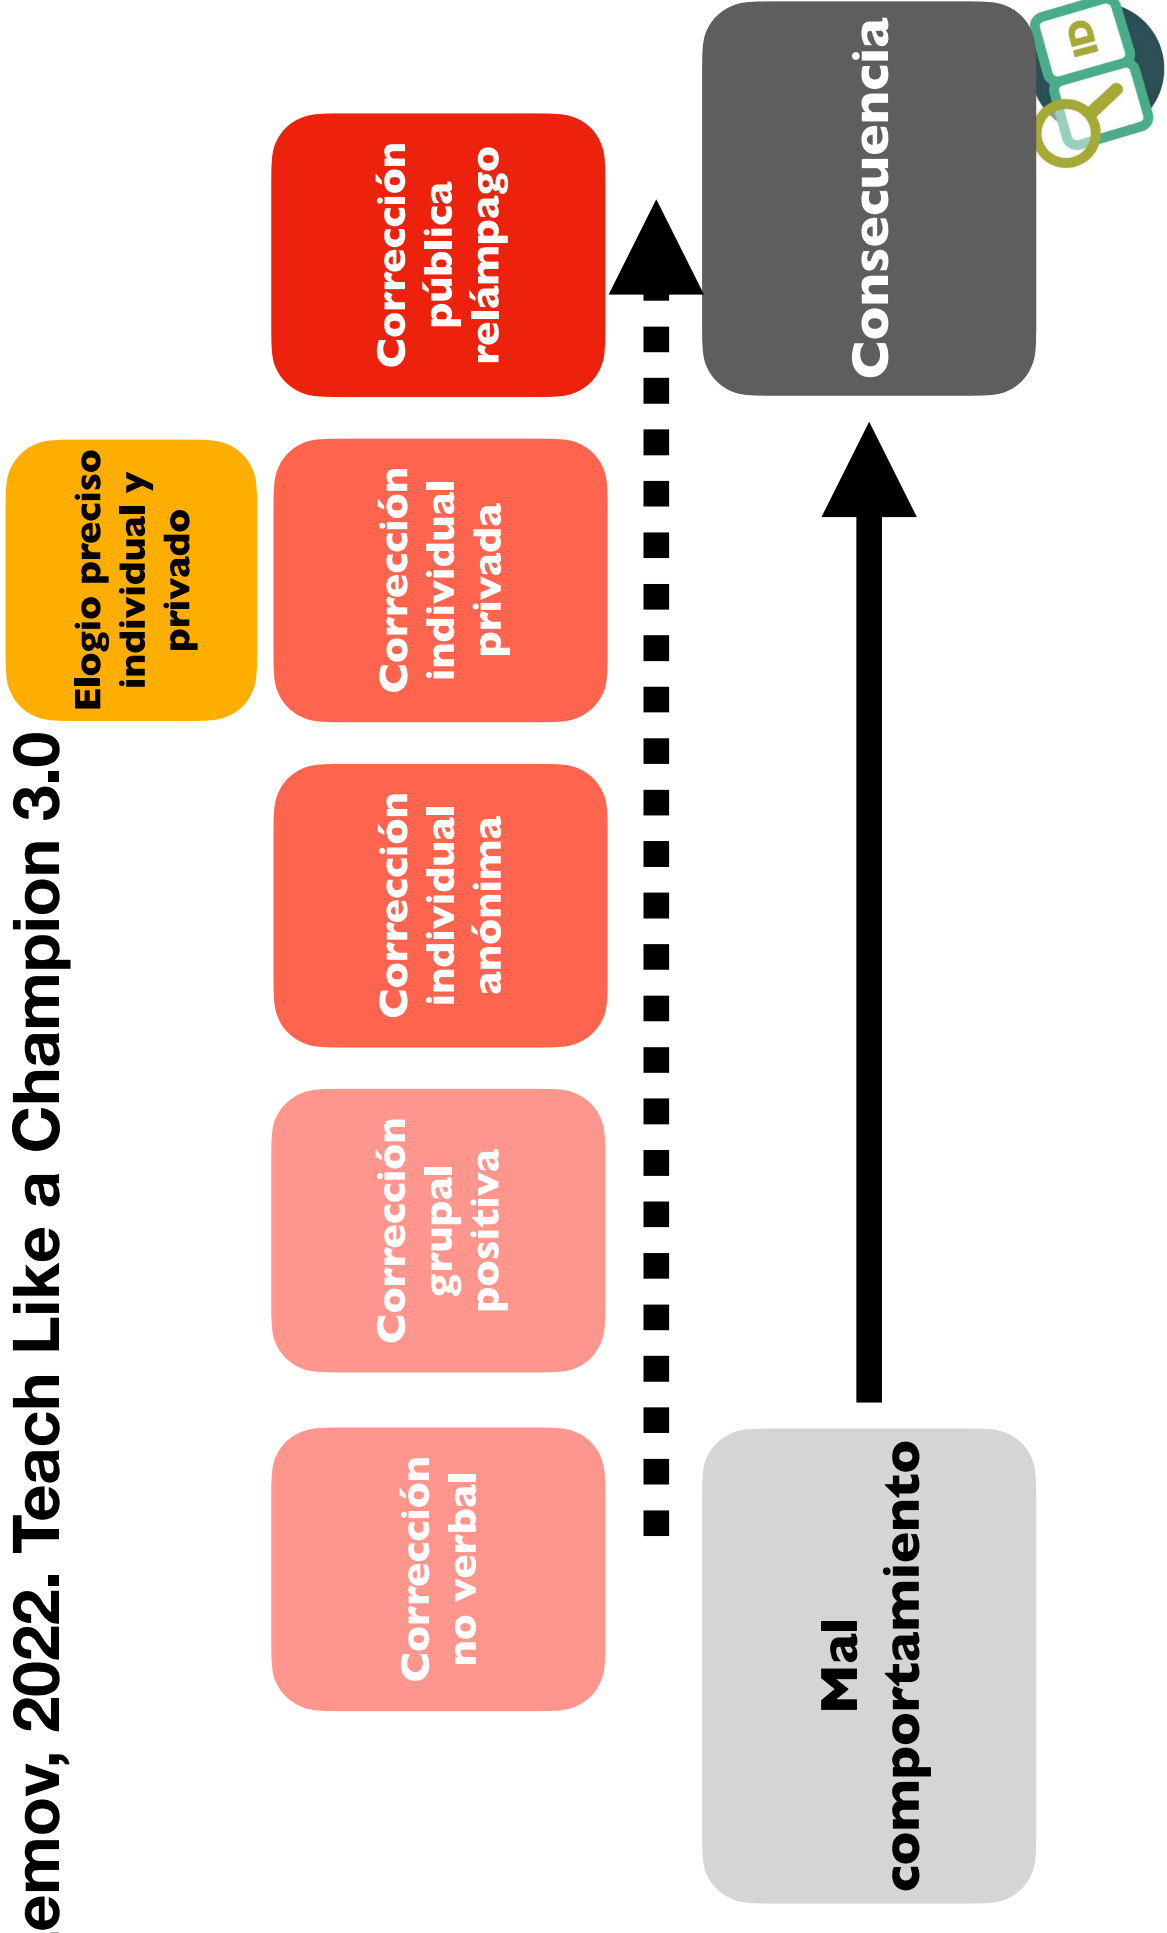 emov, 2022. Teach Like a Champion 3.0
Elogio preciso
individual y
privado
Corrección
no verbal
Corrección
grupal
positiva
Corrección
individual
anónima
Corrección
individual
privada
Corrección
pública
relámpago
Mal
comportamiento
Consecuencia
ID